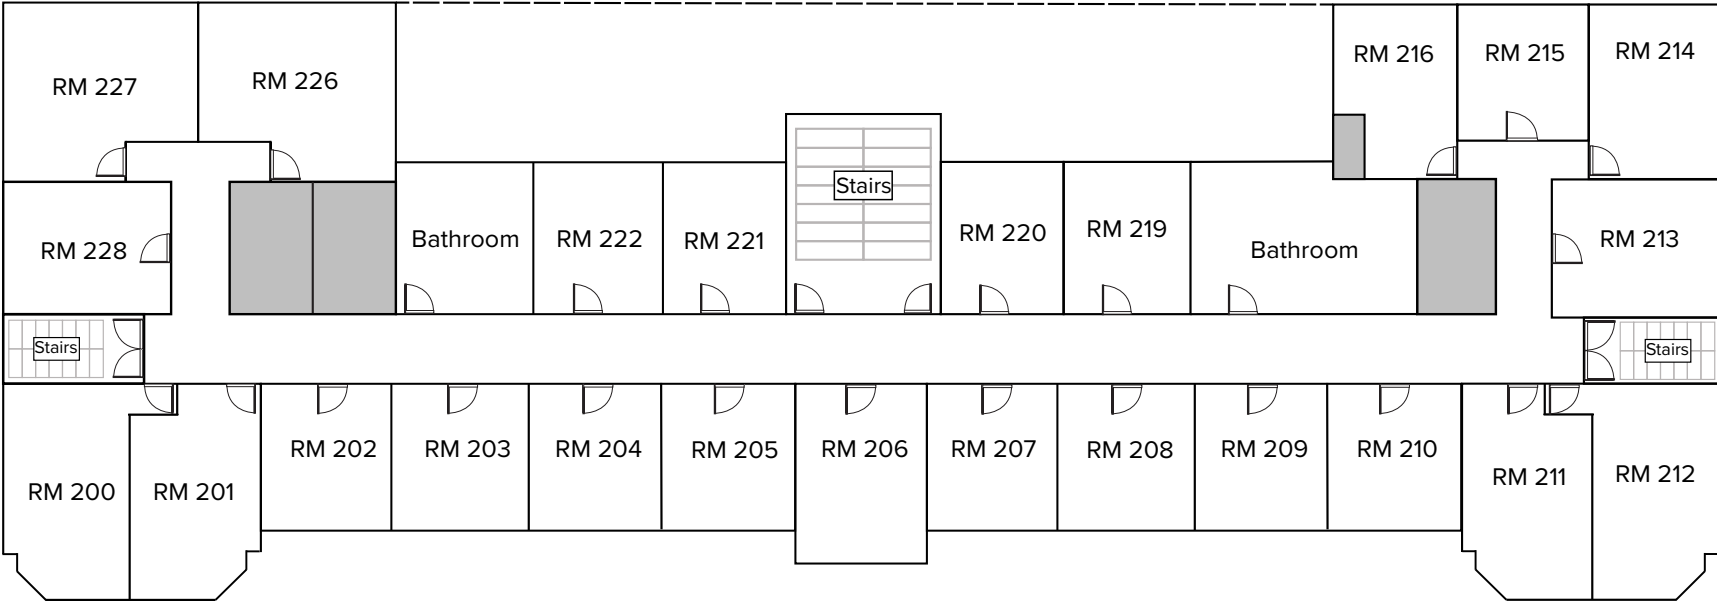 RM 227
RM 226
RM 216
RM 215
RM 214
Stairs
RM 228
Bathroom
RM 222
RM 221
RM 220
RM 219
Bathroom
RM 213
Stairs
Stairs
RM 200
RM 201
RM 202
RM 203
RM 204
RM 205
RM 206
RM 207
RM 208
RM 209
RM 210
RM 211
RM 212